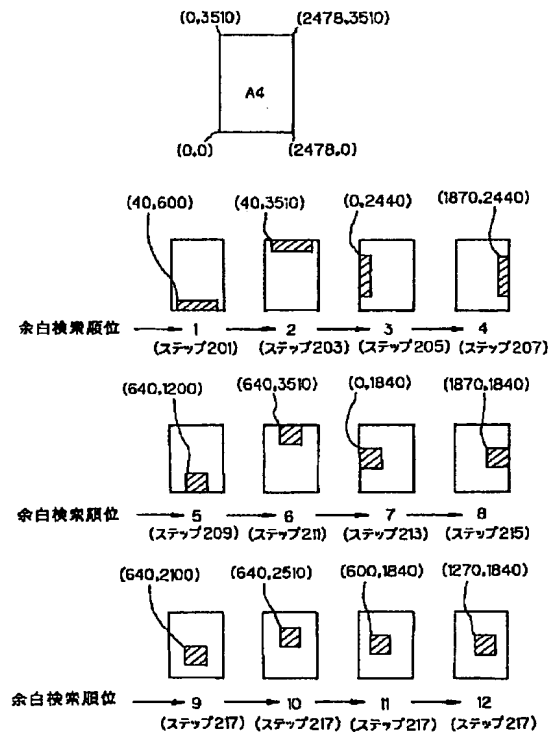 (0,3510) (2478,3510)
A4
(0.0) (2478.0)
(40,600) (40,3510) (0,2440) (1870,2440)
余白検索順位 1 2 3 4
(ステップ201) (ステップ203) (ステップ205) (ステップ207)
(640,1200) (640,3510) (0,1840) (1870,1840)
余白検索順位 5 6 7 8
(ステップ209) (ステップ211) (ステップ213) (ステップ215)
(640,2100) (640,2510) (600,1840) (1270,1840)
余白検索順位 9 10 11 12
(ステップ217) (ステップ217) (ステップ217) (ステップ217)